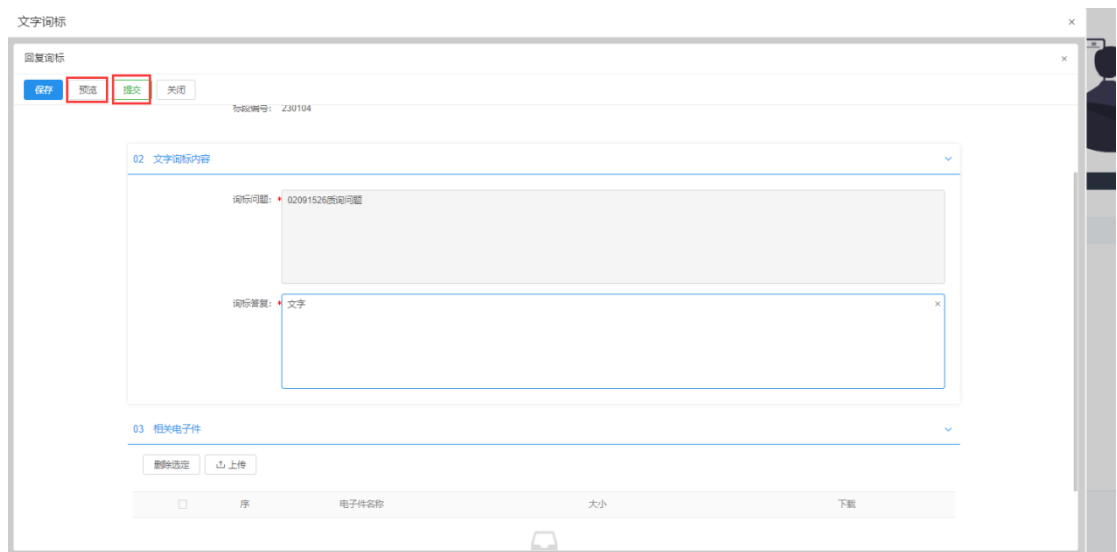 文字询标
回复询标
保存 预览 提交 关闭
标段编号： 230104
02 文字询标内容
询标问题： * 02091526质询问题
询标答复： * 文字
03 相关电子件
删除选定 上传
序 电子件名称 大小 下载